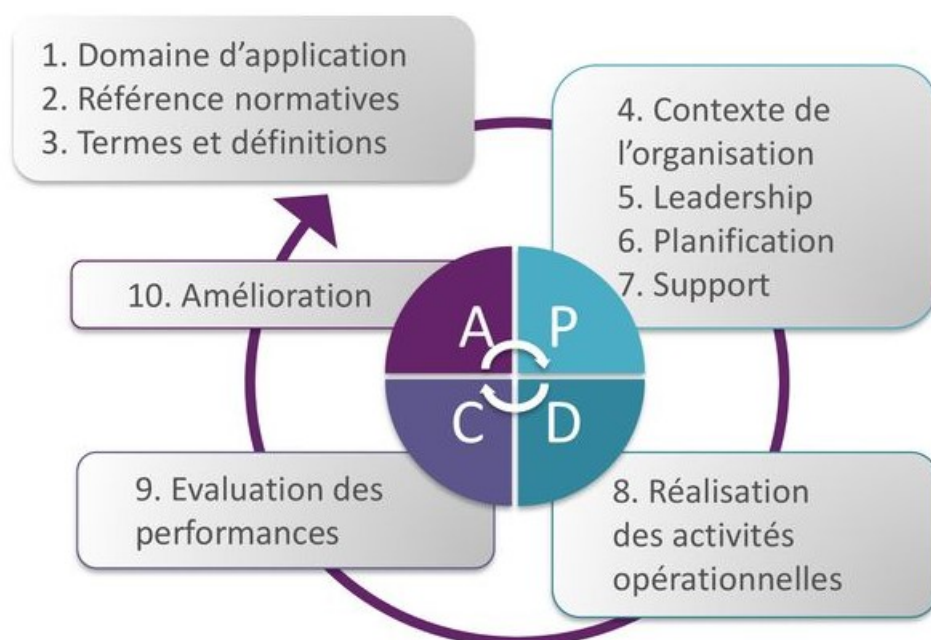 1. Domaine d’application
2. Référence normatives
3. Termes et définitions
4. Contexte de
l’organisation
5. Leadership
6. Planification
7. Support
10. Amélioration
A
P
C
D
9. Evaluation des
performances
8. Réalisation
des activités
opérationnelles